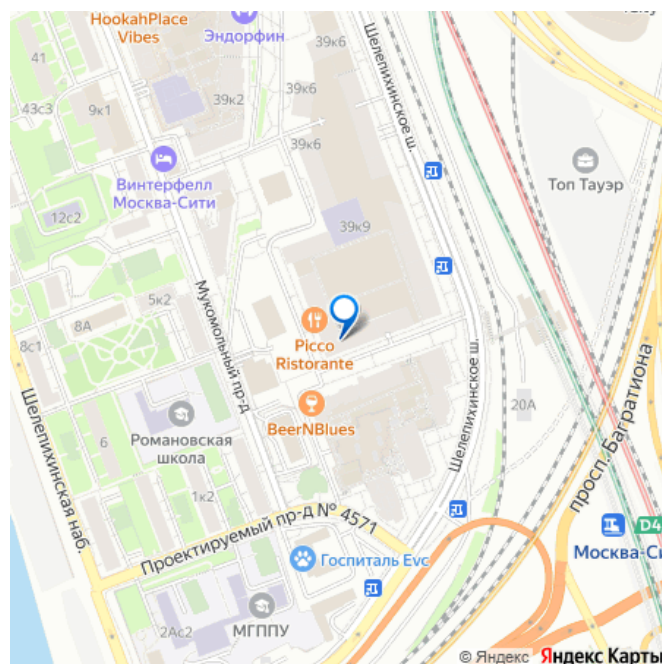 HookahPlace
Vibes
Эндорфин
41
43с3
9к1
39к2
39к6
39к6
Шелепихинское ш.
Винтерфелл
Москва-Сити
Топ Тауэр
12с2
39к9
5к2
8А
8с1
Мукомольный пр-д
Picco
Ristorante
BeerNBlues
Шелепихинская наб.
Романовская
школа
6
1к2
20А
Шелепихинское ш.
просп. Багратиона
Проектируемый пр-д № 4571
D4
Москва-Си
Госпиталь Evc
2Ас2
МГППУ
© Яндекс Яндекс Карты